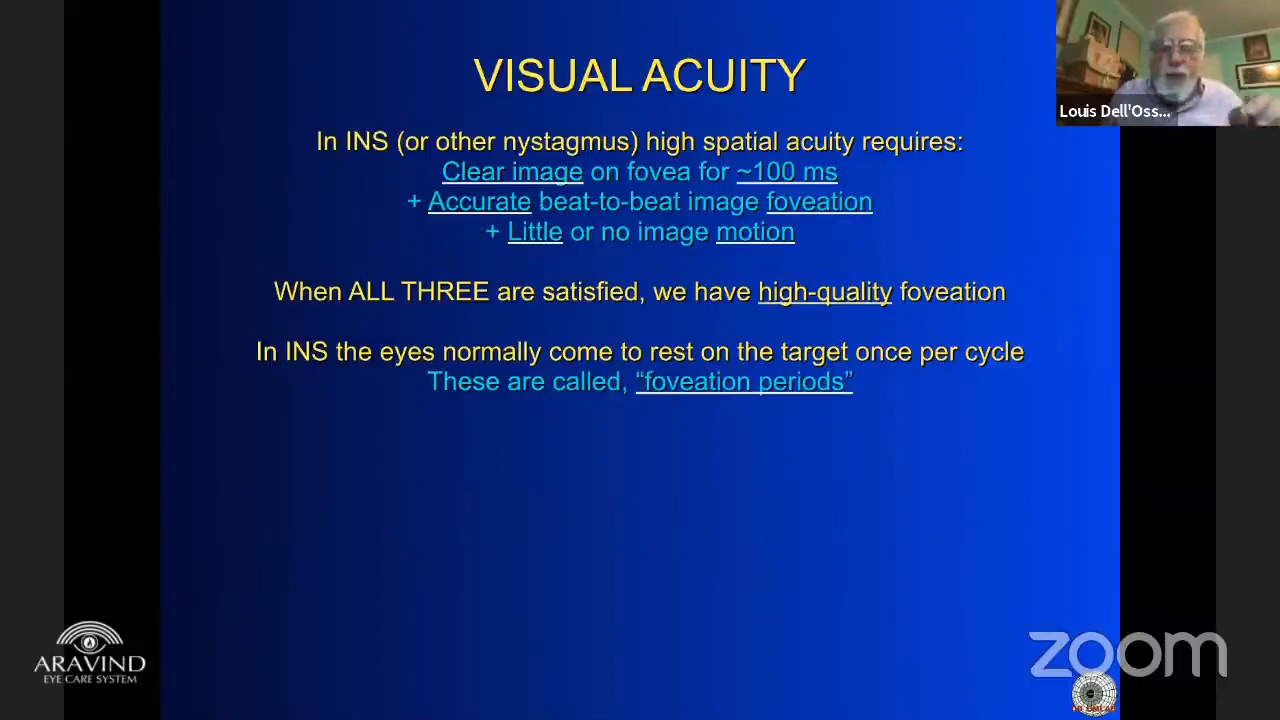 VISUAL ACUITY
Louis Dell'Oss...
In INS (or other nystagmus) high spatial acuity requires:
Clear image on fovea for ~100 ms
+ Accurate beat-to-beat image foveation
+ Little or no image motion
When ALL THREE are satisfied, we have high-quality foveation
In INS the eyes normally come to rest on the target once per cycle
These are called, “foveation periods”
ARAVIND
EYE CARE SYSTEM
zoom